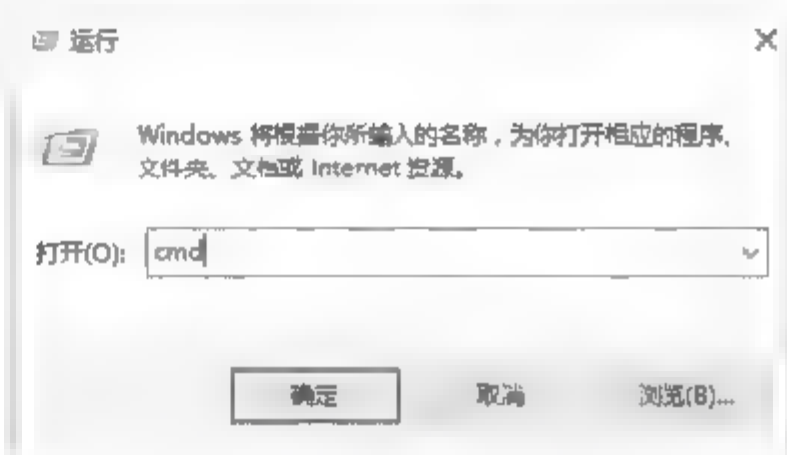 运行
Windows 将根据你所输入的名称，为你打开相应的程序、
文件夹、文档或 Internet 资源。
打开(O): cmd
确定 取消 浏览(B)...